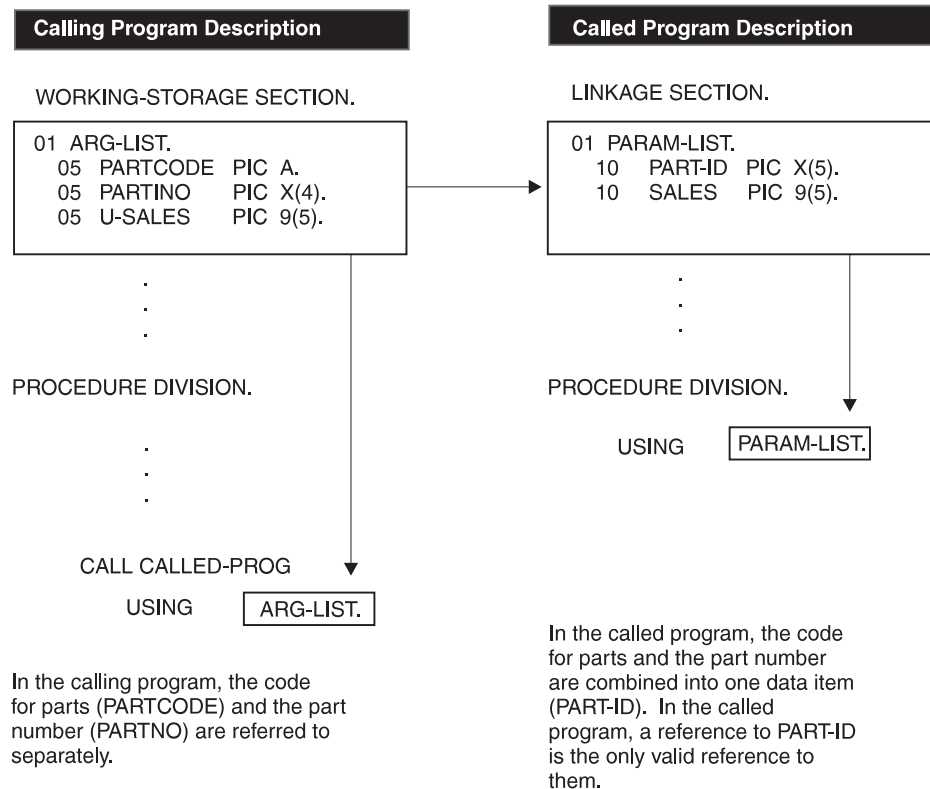 Calling Program Description
WORKING-STORAGE SECTION.
01 ARG-LIST.
05 PARTCODE PIC A.
05 PARTINO PIC X(4).
05 U-SALES PIC 9(5).
.
.
.
PROCEDURE DIVISION.
.
.
.
CALL CALLED-PROG
USING ARG-LIST.
In the calling program, the code
for parts (PARTCODE) and the part
number (PARTNO) are referred to
separately.
Called Program Description
LINKAGE SECTION.
01 PARAM-LIST.
10 PART-ID PIC X(5).
10 SALES PIC 9(5).
.
.
.
PROCEDURE DIVISION.
USING PARAM-LIST.
In the called program, the code
for parts and the part number
are combined into one data item
(PART-ID). In the called
program, a reference to PART-ID
is the only valid reference to
them.